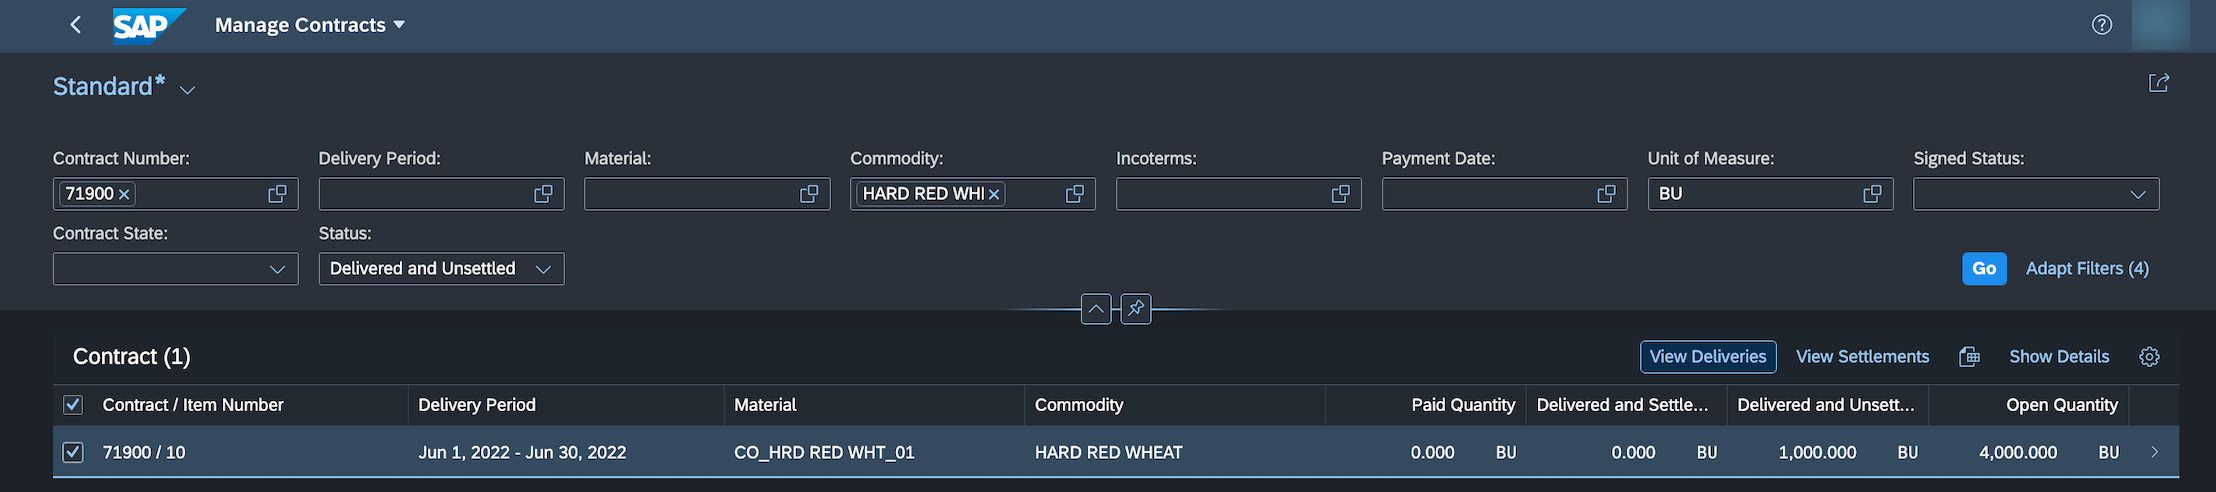 SAP Manage Contracts
Standard*
Contract Number: Delivery Period: Material: Commodity: Incoterms: Payment Date: Unit of Measure: Signed Status:
71900 HARD RED WHI BU
Contract State: Status:
Delivered and Unsettled Go Adapt Filters (4)
Contract (1) View Deliveries View Settlements Show Details
Contract / Item Number Delivery Period Material Commodity Paid Quantity Delivered and Settle... Delivered and Unsett... Open Quantity
71900 / 10 Jun 1, 2022 - Jun 30, 2022 CO_HRD RED WHT_01 HARD RED WHEAT 0.000 BU 0.000 BU 1,000.000 BU 4,000.000 BU